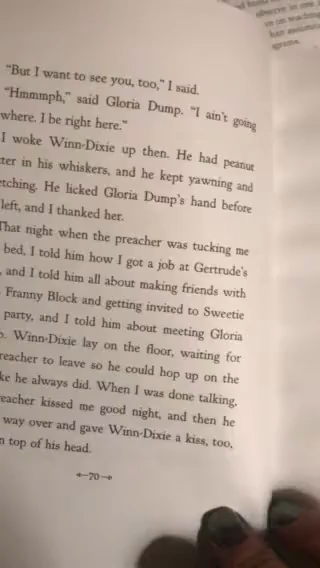 "But I want to see you, too," I said.
"Hmmmph," said Gloria Dump. "I ain't going
where. I be right here."
I woke Winn-Dixie up then. He had peanut
tter in his whiskers, and he kept yawning and
etching. He licked Gloria Dump's hand before
left, and I thanked her.
That night when the preacher was tucking me
bed, I told him how I got a job at Gertrude's
, and I told him all about making friends with
Franny Block and getting invited to Sweetie
party, and I told him about meeting Gloria
p. Winn-Dixie lay on the floor, waiting for
reacher to leave so he could hop up on the
ke he always did. When I was done talking,
eacher kissed me good night, and then he
way over and gave Winn-Dixie a kiss, too,
n top of his head.
70